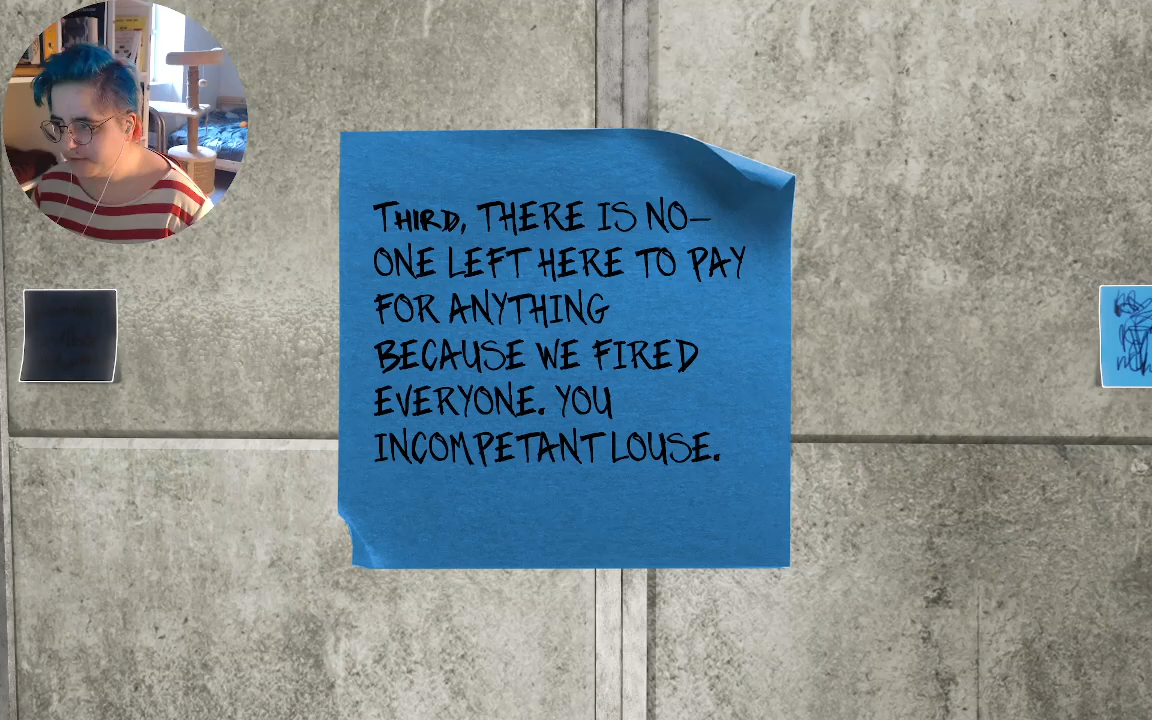 THIRD, THERE IS NO-
ONE LEFT HERE TO PAY
FOR ANYTHING
BECAUSE WE FIRED
EVERYONE. YOU
INCOMPETANT LOUSE.